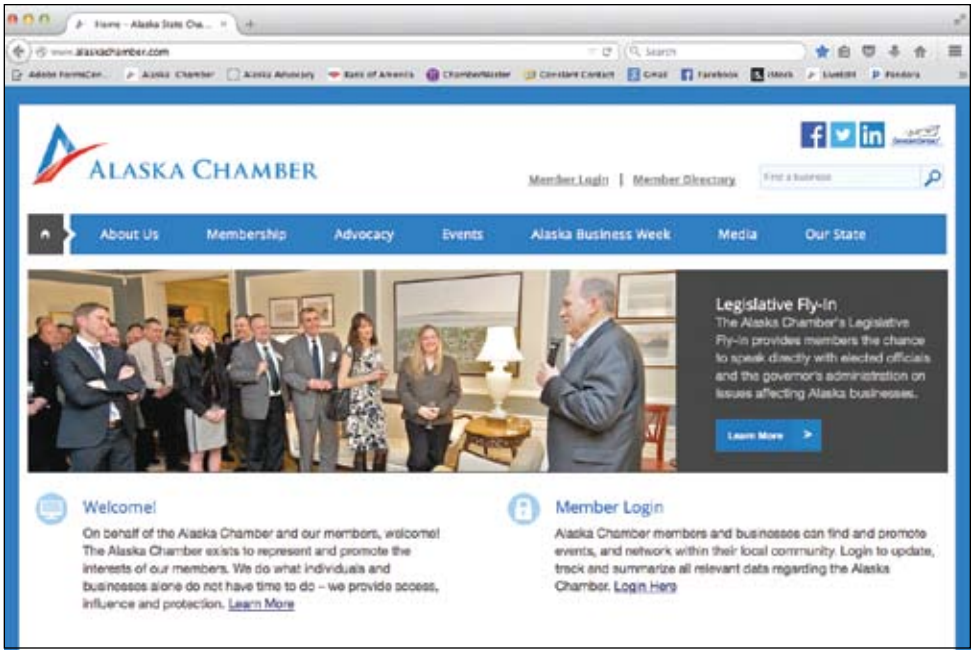 Home - Alaska State Cha...
www.alaskachamber.com
Search
Alaska Chamber
Alaska Advocacy
Bank of America
ChamberMaster
Constant Contact
Gmail
Facebook
iStock
LiveEdit
Pandora
ALASKA CHAMBER
Member Login | Member Directory
Find a business
About Us
Membership
Advocacy
Events
Alaska Business Week
Media
Our State
Legislative Fly-In
The Alaska Chamber's Legislative
Fly-In provides members the chance
to speak directly with elected officials
and the governor's administration on
issues affecting Alaska businesses.
Learn More >
Welcome!
On behalf of the Alaska Chamber and our members, welcome!
The Alaska Chamber exists to represent and promote the
interests of our members. We do what individuals and
businesses alone do not have time to do – we provide access,
influence and protection. Learn More
Member Login
Alaska Chamber members and businesses can find and promote
events, and network within their local community. Login to update,
track and summarize all relevant data regarding the Alaska
Chamber. Login Here